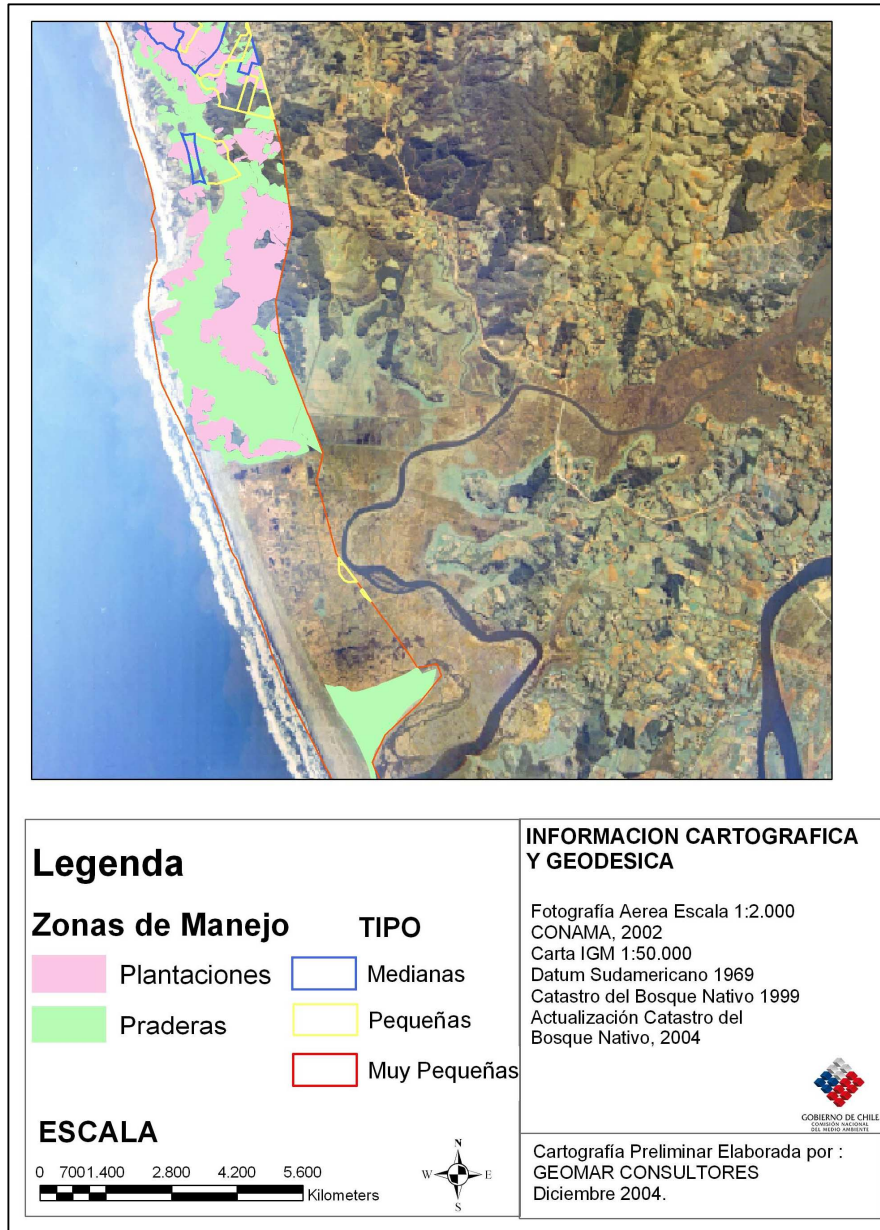 Legenda
Zonas de Manejo
Plantaciones
Praderas
TIPO
Medianas
Pequeñas
Muy Pequeñas
ESCALA
0 700 1.400 2.800 4.200 5.600
Kilometers
N
W E
S
INFORMACION CARTOGRAFICA
Y GEODESICA
Fotografía Aerea Escala 1:2.000
CONAMA, 2002
Carta IGM 1:50.000
Datum Sudamericano 1969
Catastro del Bosque Nativo 1999
Actualización Catastro del
Bosque Nativo, 2004
GOBIERNO DE CHILE
COMISIÓN NACIONAL
DEL MEDIO AMBIENTE
Cartografía Preliminar Elaborada por :
GEOMAR CONSULTORES
Diciembre 2004.